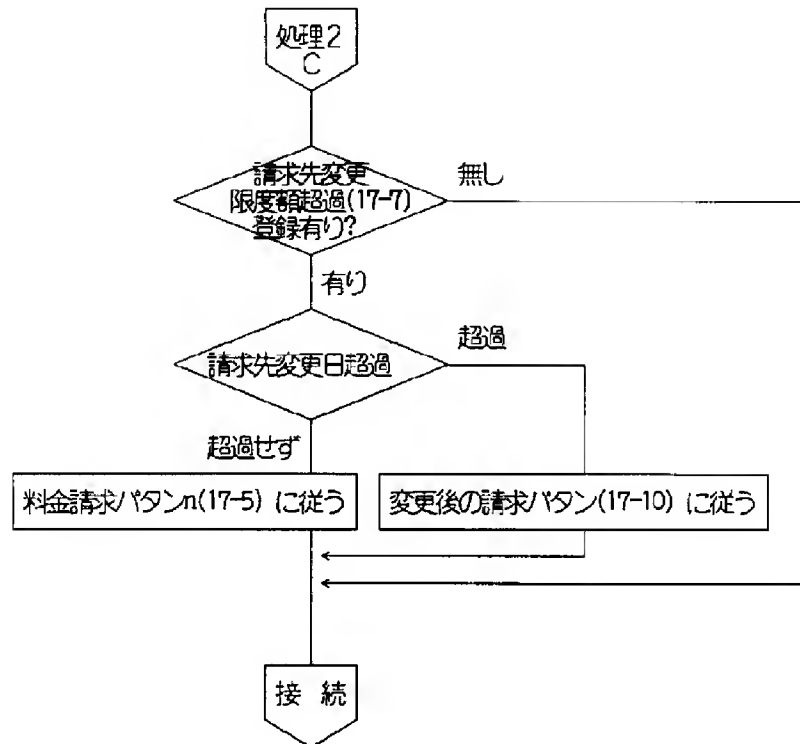 処理2
C
請求先変更
限度額超過(17-7)
登録有り?
無し
有り
請求先変更日超過
超過
超過せず
料金請求パタンn(17-5) に従う
変更後の請求パタン(17-10) に従う
接 続